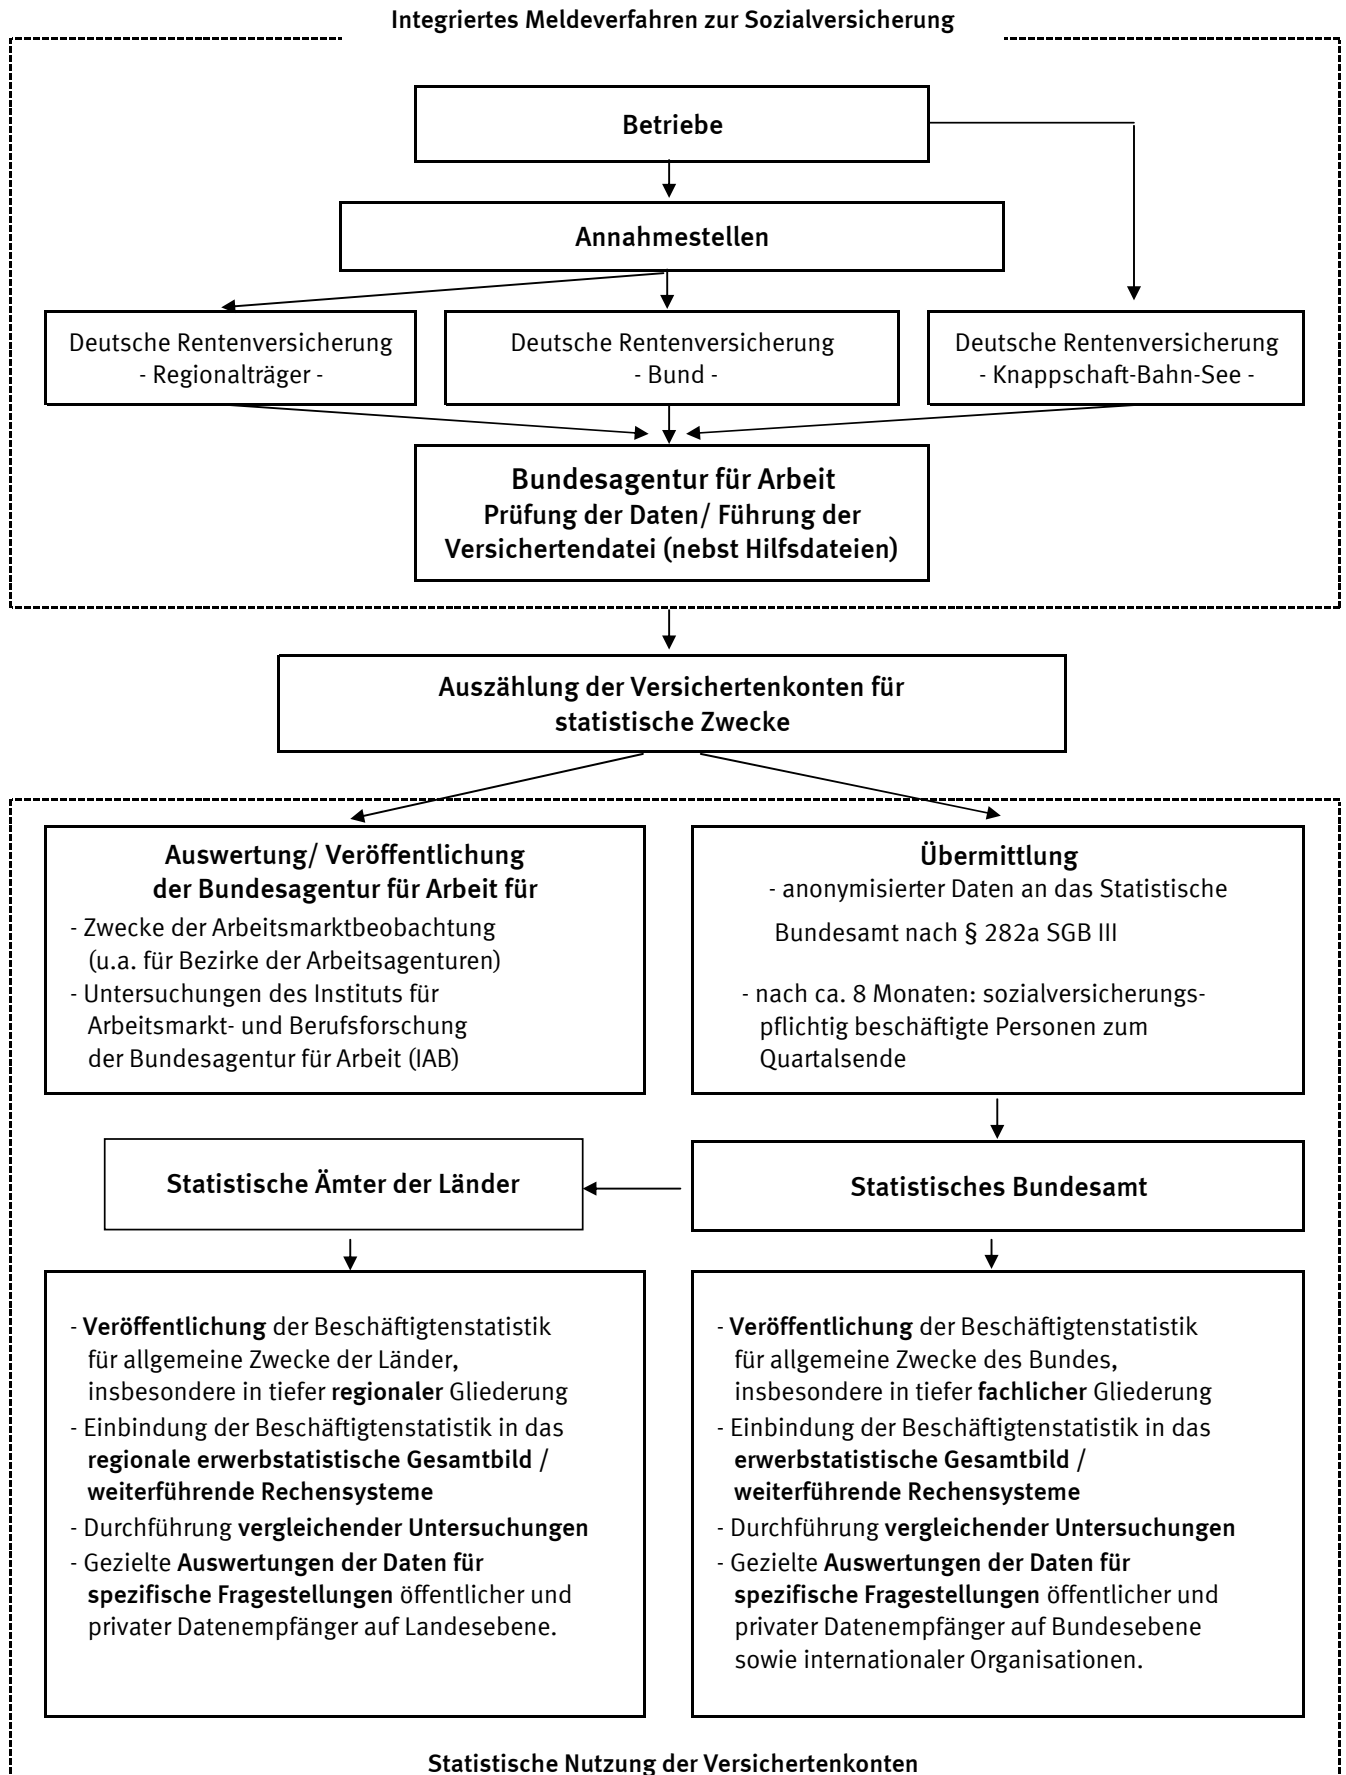 Integriertes Meldeverfahren zur Sozialversicherung
Betriebe
Annahmestellen
Deutsche Rentenversicherung
- Regionalträger -
Deutsche Rentenversicherung
- Bund -
Deutsche Rentenversicherung
- Knappschaft-Bahn-See -
Bundesagentur für Arbeit
Prüfung der Daten/ Führung der
Versichertendatei (nebst Hilfsdateien)
Auszählung der Versichertenkonten für
statistische Zwecke
Auswertung/ Veröffentlichung
der Bundesagentur für Arbeit für
- Zwecke der Arbeitsmarktbeobachtung
(u.a. für Bezirke der Arbeitsagenturen)
- Untersuchungen des Instituts für
Arbeitsmarkt- und Berufsforschung
der Bundesagentur für Arbeit (IAB)
Übermittlung
- anonymisierter Daten an das Statistische
Bundesamt nach § 282a SGB III
- nach ca. 8 Monaten: sozialversicherungs-
pflichtig beschäftigte Personen zum
Quartalsende
Statistische Ämter der Länder
Statistisches Bundesamt
- Veröffentlichung der Beschäftigtenstatistik
für allgemeine Zwecke der Länder,
insbesondere in tiefer regionaler Gliederung
- Einbindung der Beschäftigtenstatistik in das
regionale erwerbstatistische Gesamtbild /
weiterführende Rechensysteme
- Durchführung vergleichender Untersuchungen
- Gezielte Auswertungen der Daten für
spezifische Fragestellungen öffentlicher und
privater Datenempfänger auf Landesebene.
- Veröffentlichung der Beschäftigtenstatistik
für allgemeine Zwecke des Bundes,
insbesondere in tiefer fachlicher Gliederung
- Einbindung der Beschäftigtenstatistik in das
erwerbstatistische Gesamtbild /
weiterführende Rechensysteme
- Durchführung vergleichender Untersuchungen
- Gezielte Auswertungen der Daten für
spezifische Fragestellungen öffentlicher und
privater Datenempfänger auf Bundesebene
sowie internationaler Organisationen.
Statistische Nutzung der Versichertenkonten